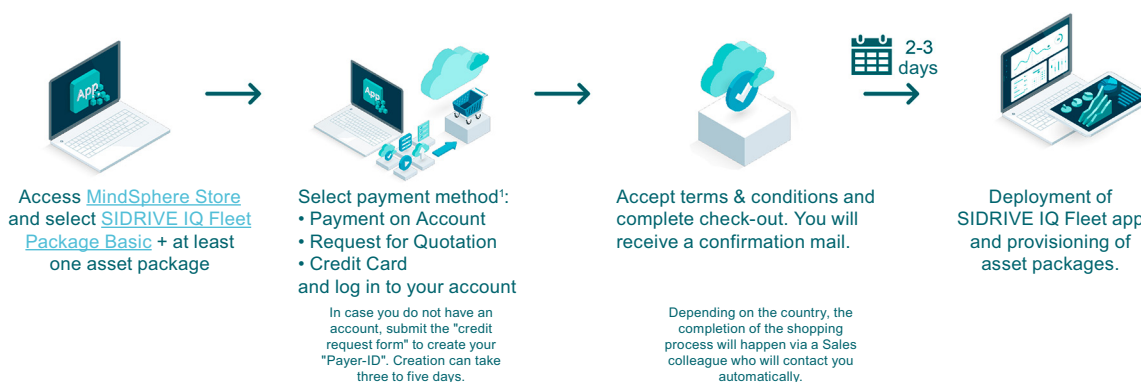 App
2-3
days
Access MindSphere Store
and select SIDRIVE IQ Fleet
Package Basic + at least
one asset package
Select payment method¹:
• Payment on Account
• Request for Quotation
• Credit Card
and log in to your account
In case you do not have an
account, submit the "credit
request form" to create your
"Payer-ID". Creation can take
three to five days.
Accept terms & conditions and
complete check-out. You will
receive a confirmation mail.
Depending on the country, the
completion of the shopping
process will happen via a Sales
colleague who will contact you
automatically.
Deployment of
SIDRIVE IQ Fleet app
and provisioning of
asset packages.